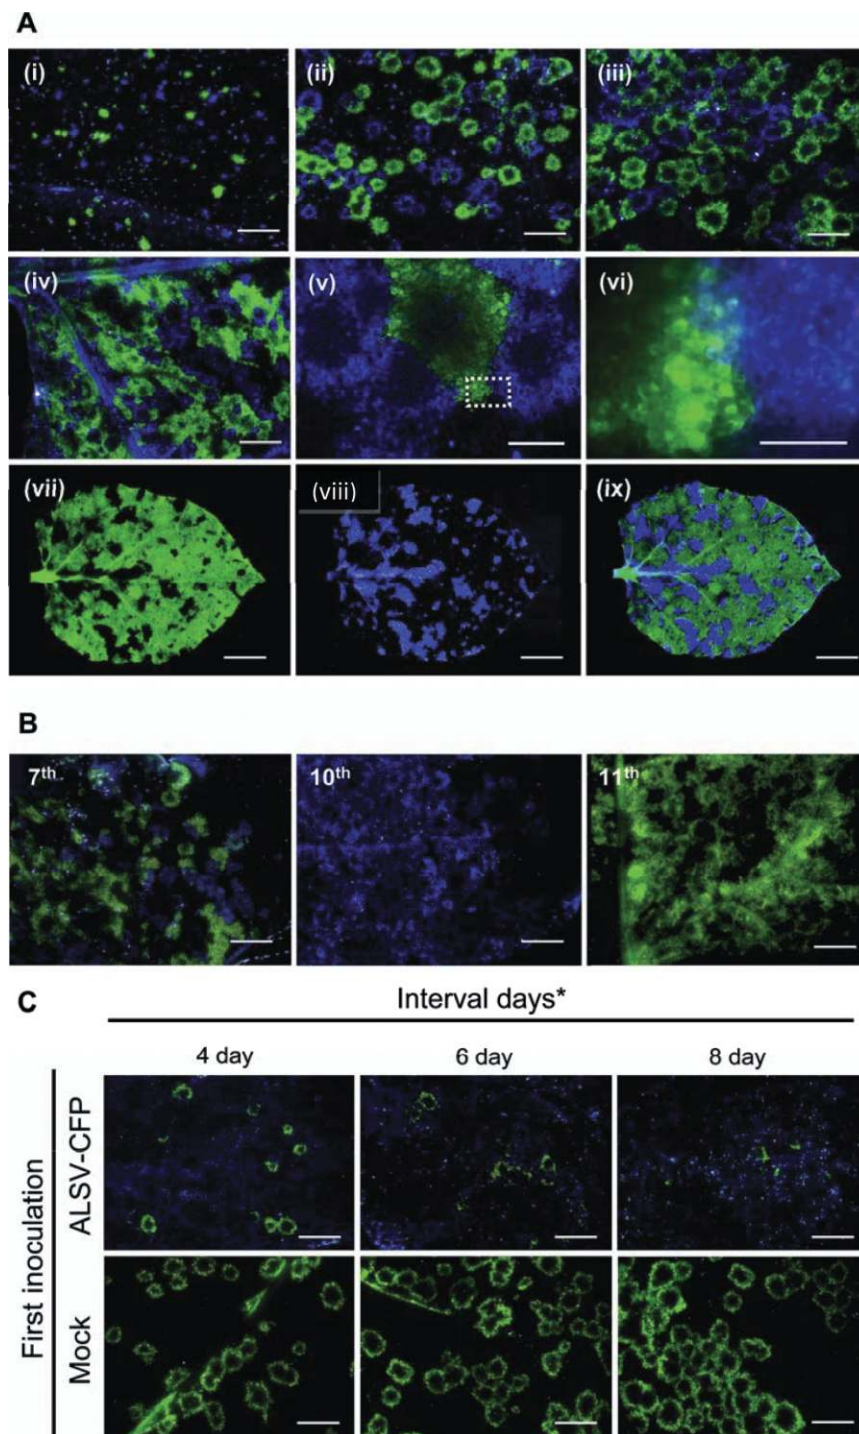 A
(i) (ii) (iii)
(iv) (v) (vi)
(vii) (viii) (ix)
B
7th 10th 11th
C
Interval days*
4 day 6 day 8 day
First inoculation
ALSV-CFP
Mock